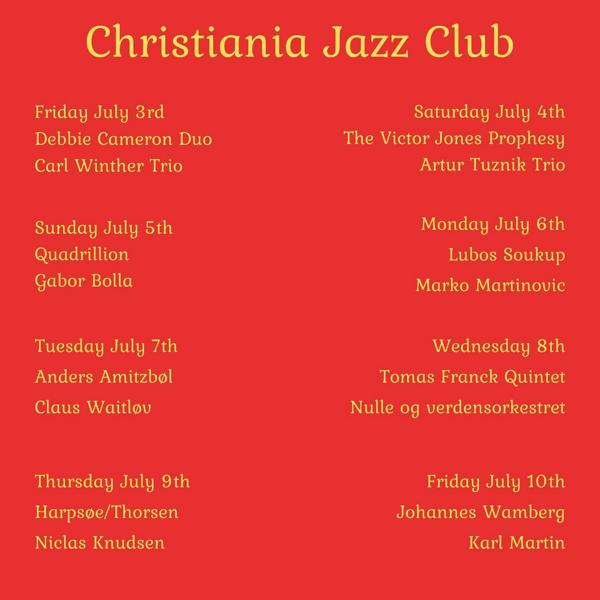 Christiania Jazz Club
Friday July 3rd
Debbie Cameron Duo
Carl Winther Trio
Saturday July 4th
The Victor Jones Prophesy
Artur Tuznik Trio
Sunday July 5th
Quadrillion
Gabor Bolla
Monday July 6th
Lubos Soukup
Marko Martinovic
Tuesday July 7th
Anders Amitzbøl
Claus Waitløv
Wednesday 8th
Tomas Franck Quintet
Nulle og verdensorkestret
Thursday July 9th
Harpsøe/Thorsen
Niclas Knudsen
Friday July 10th
Johannes Wamberg
Karl Martin